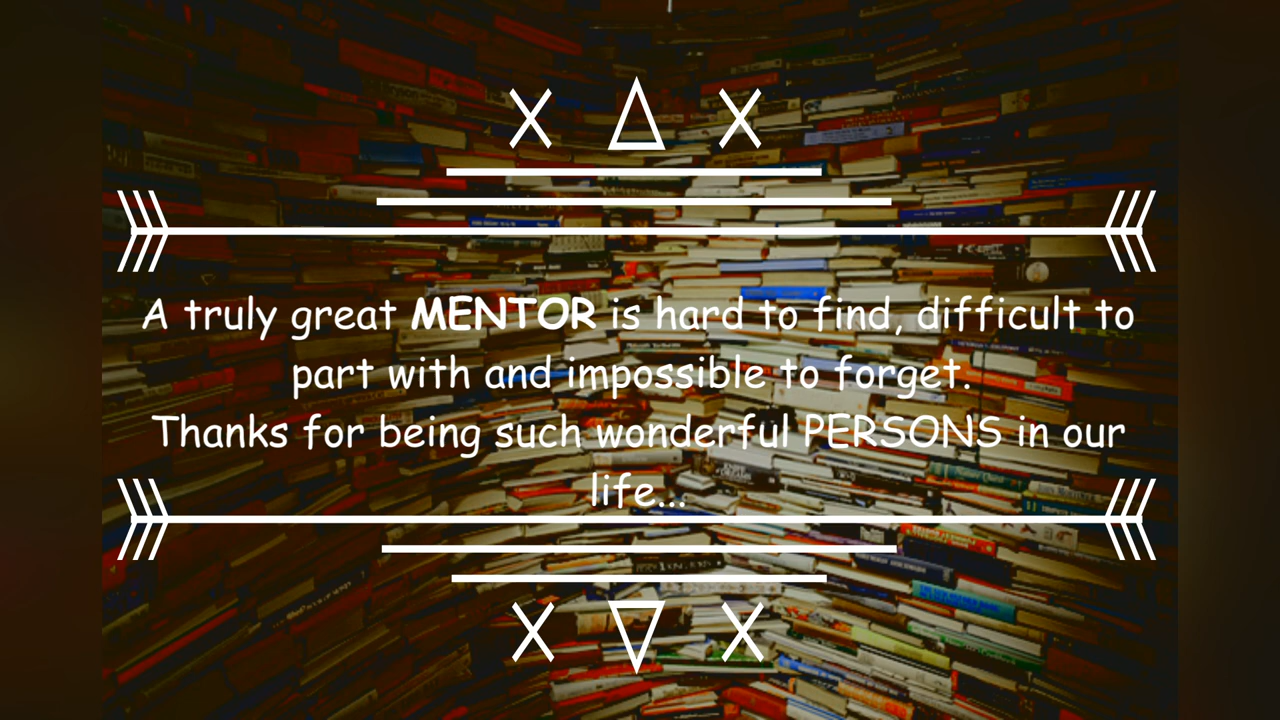 A truly great MENTOR is hard to find, difficult to
part with and impossible to forget.
Thanks for being such wonderful PERSONS in our
life...